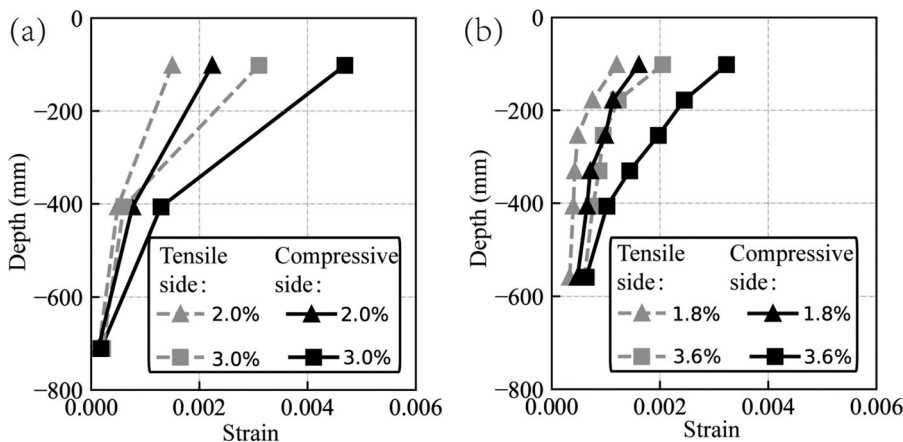 (a)
0
−200
−400
−600
−800
Depth (mm)
0.000 0.002 0.004 0.006
Strain
Tensile Compressive
side: side:
2.0% 2.0%
3.0% 3.0%
(b)
0
−200
−400
−600
−800
Depth (mm)
0.000 0.002 0.004 0.006
Strain
Tensile Compressive
side: side:
1.8% 1.8%
3.6% 3.6%